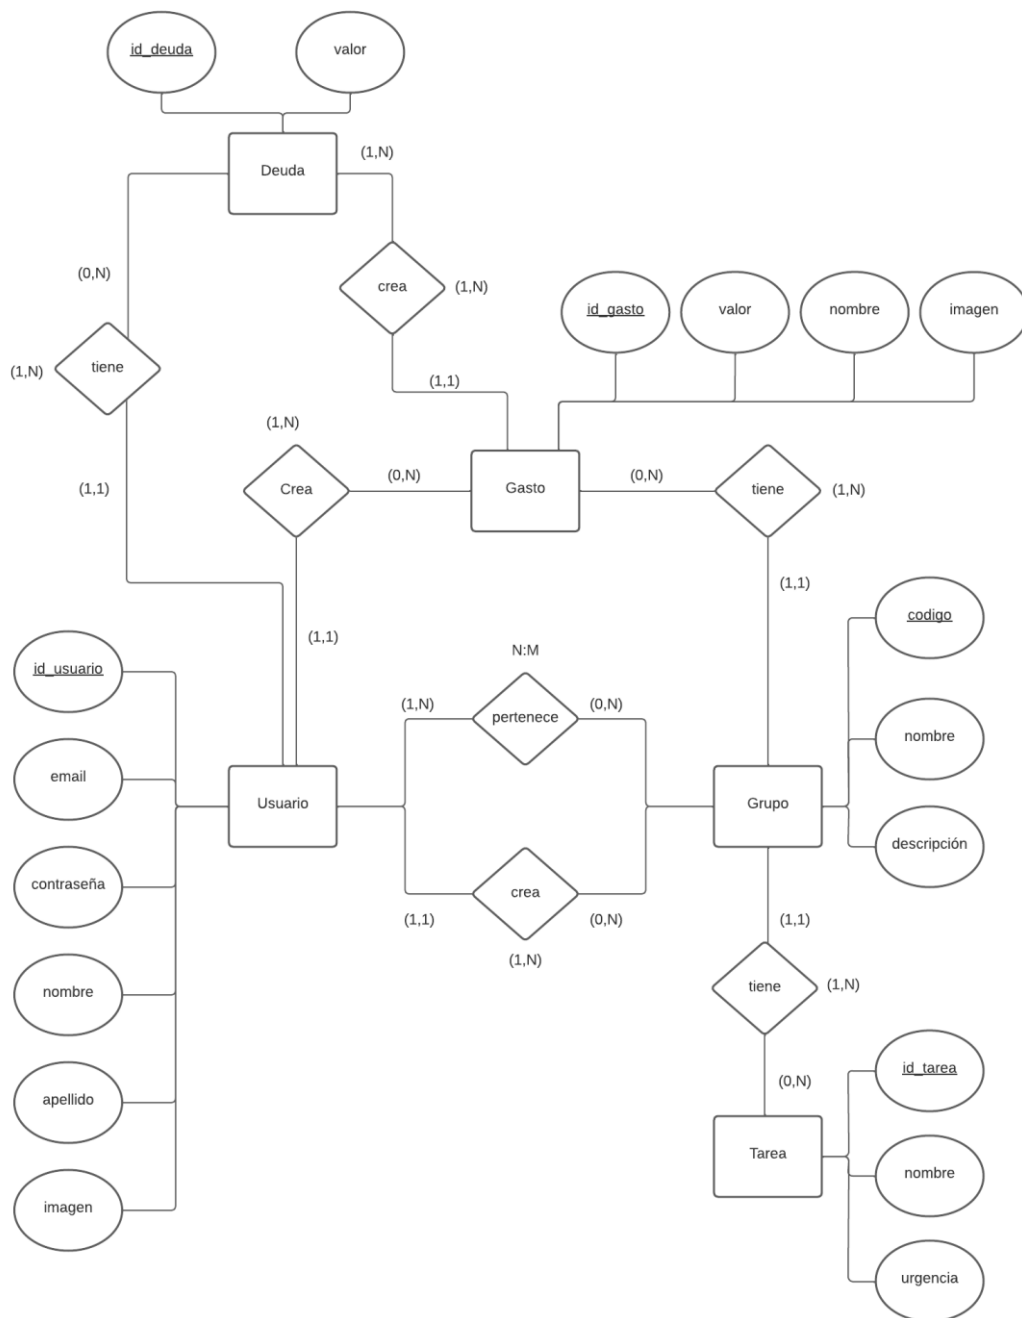 id_deuda
valor
Deuda
(1,N)
(0,N)
crea
(1,N)
id_gasto
valor
nombre
imagen
(1,N)
tiene
(1,1)
(1,N)
(1,1)
Crea
(0,N)
Gasto
(0,N)
tiene
(1,N)
(1,1)
(1,1)
codigo
id_usuario
N:M
(1,N)
pertenece
(0,N)
nombre
email
Usuario
Grupo
descripción
contraseña
crea
(1,1)
(0,N)
(1,N)
(1,1)
nombre
tiene
(1,N)
(0,N)
id_tarea
apellido
Tarea
nombre
imagen
urgencia